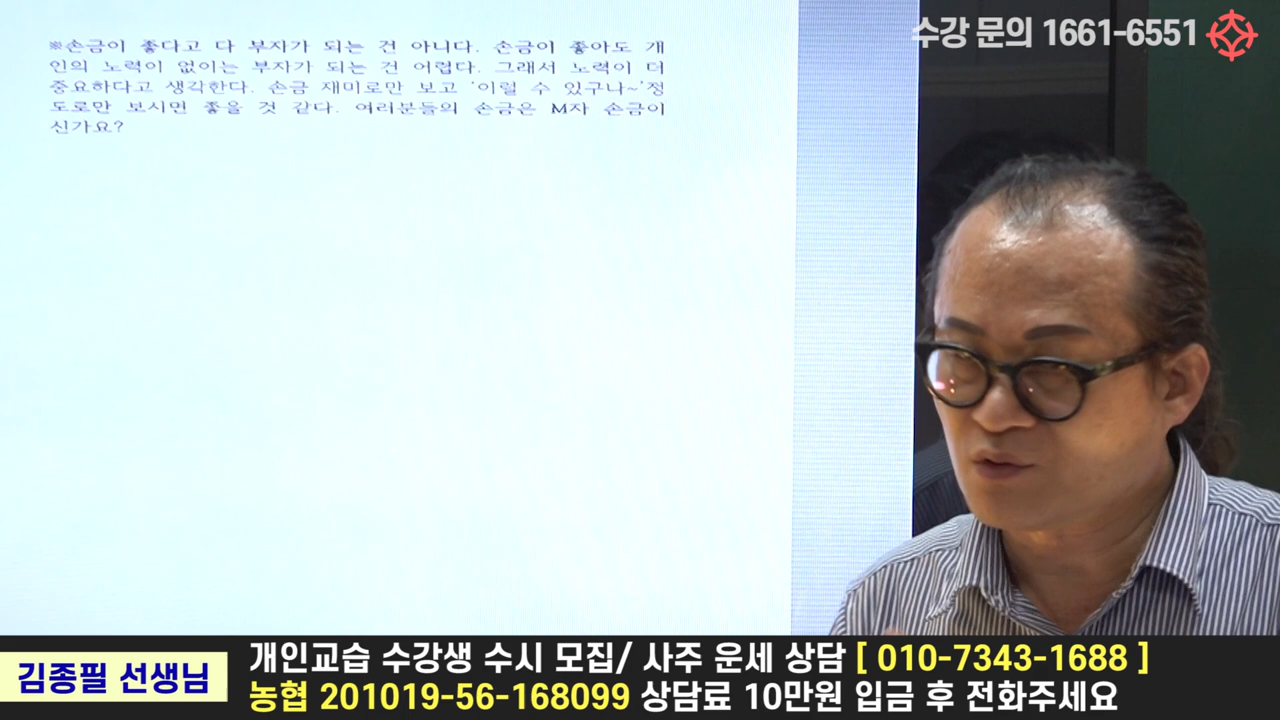 수강 문의 1661-6551
※손금이 좋다고 다 부자가 되는 건 아니다. 손금이 좋아도 개
인의 노력이 없이는 부자가 되는 건 어렵다. 그래서 노력이 더
중요하다고 생각한다. 손금 재미로만 보고 '이럴 수 있구나~'정
도로만 보시면 좋을 것 같다. 여러분들의 손금은 M자 손금이
신가요?
김종필 선생님
개인교습 수강생 수시 모집/ 사주 운세 상담 [ 010-7343-1688 ]
농협 201019-56-168099 상담료 10만원 입금 후 전화주세요